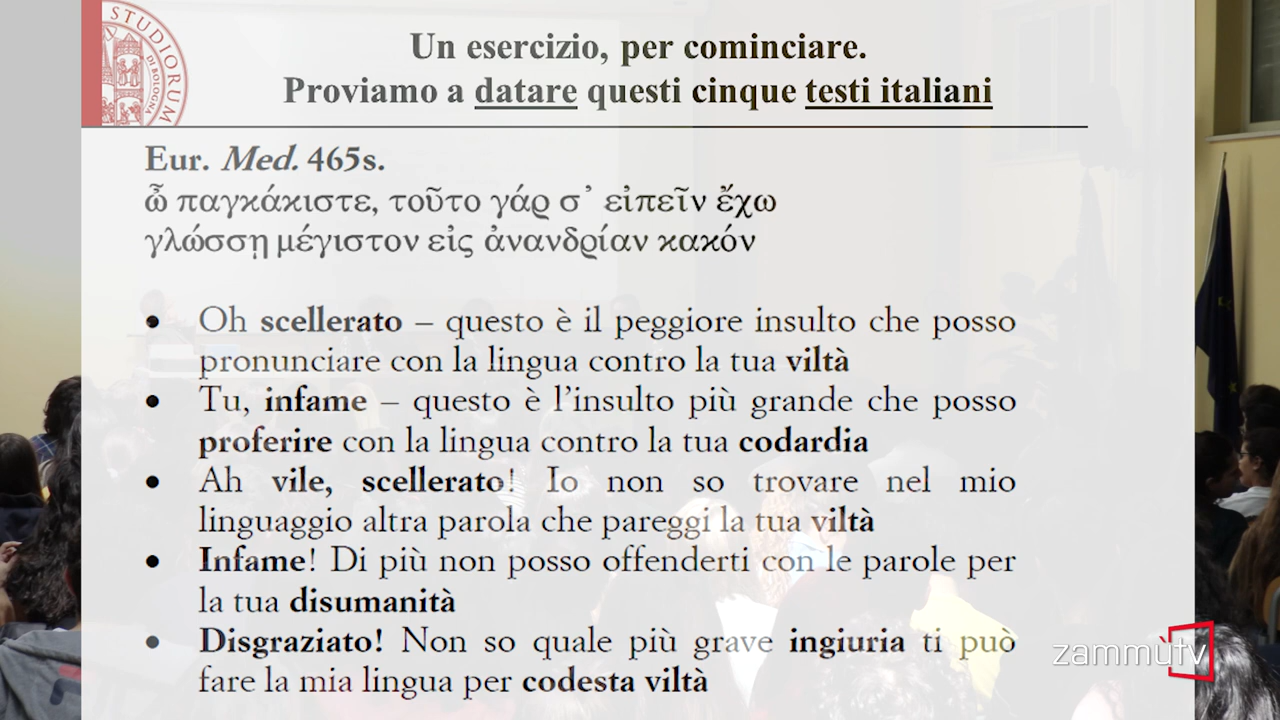 STUDIORUM
DI BOLOGNA
Un esercizio, per cominciare.
Proviamo a datare questi cinque testi italiani
Eur. Med. 465s.
ὦ παγκάκιστε, τοῦτο γάρ σ᾽ εἰπεῖν ἔχω
γλώσσῃ μέγιστον εἰς ἀνανδρίαν κακόν
• Oh scellerato – questo è il peggiore insulto che posso
pronunciare con la lingua contro la tua viltà
• Tu, infame – questo è l’insulto più grande che posso
proferire con la lingua contro la tua codardia
• Ah vile, scellerato! Io non so trovare nel mio
linguaggio altra parola che pareggi la tua viltà
• Infame! Di più non posso offenderti con le parole per
la tua disumanità
• Disgraziato! Non so quale più grave ingiuria ti può
fare la mia lingua per codesta viltà
zammùtv